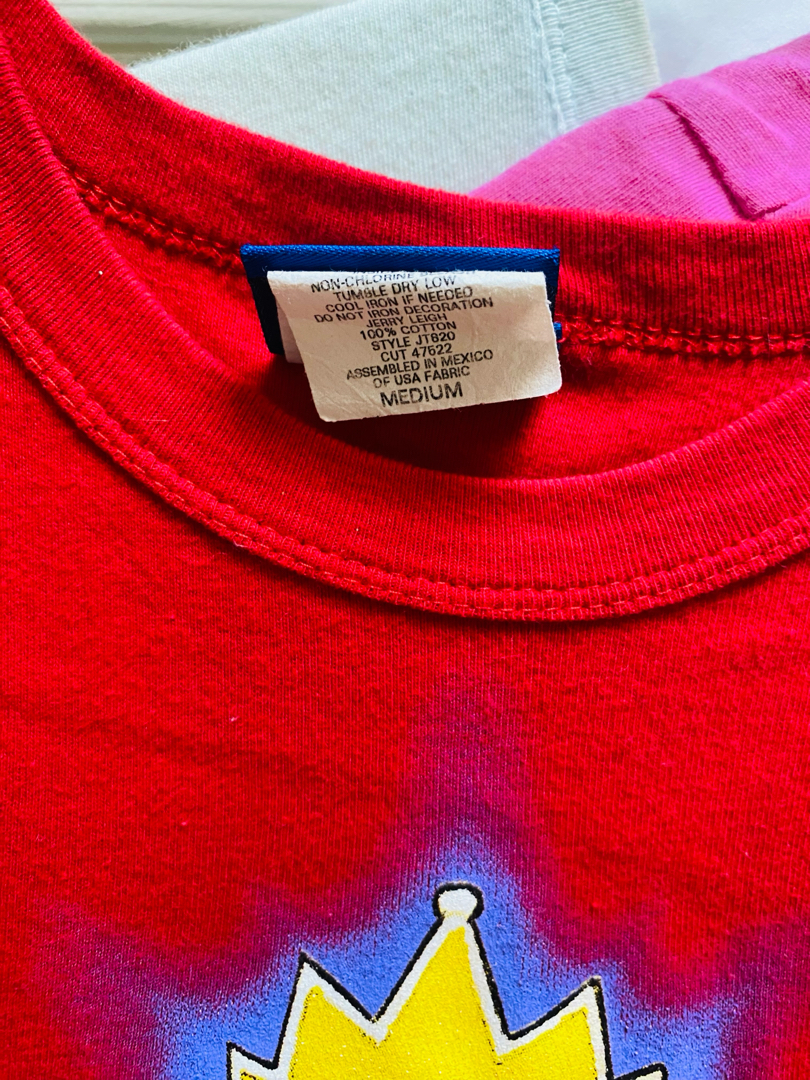 NON-CHLORINE
TUMBLE DRY LOW
COOL IRON IF NEEDED
DO NOT IRON DECORATION
JERRY LEIGH
100% COTTON
STYLE JT820
CUT 47522
ASSEMBLED IN MEXICO
OF USA FABRIC
MEDIUM